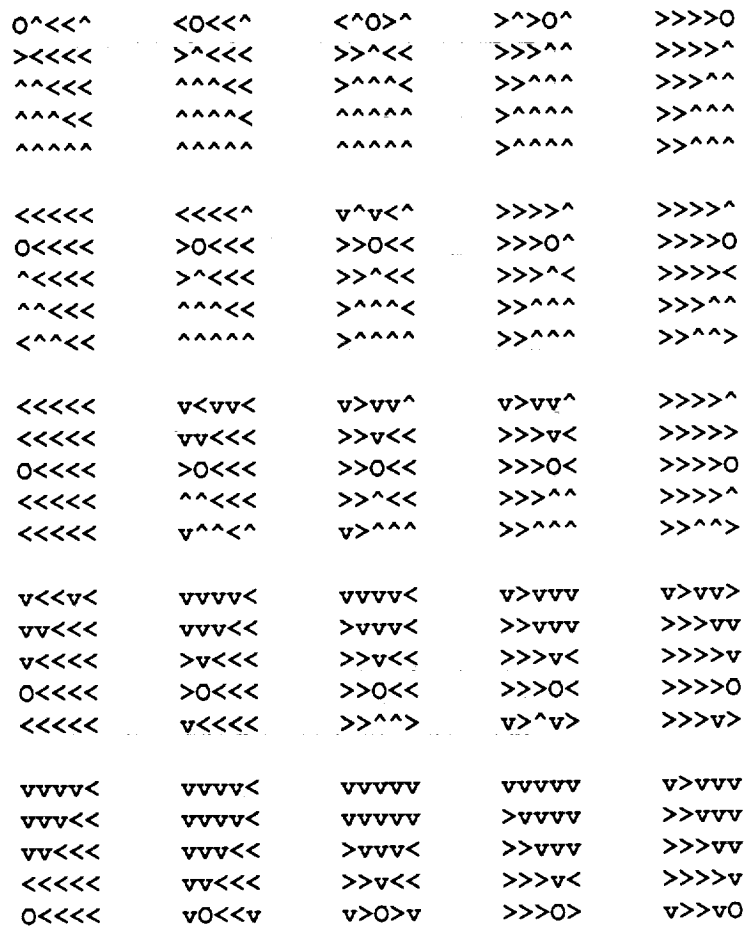 O^<<^ <O<<^ <^O>^ >^>O^ >>>>O
><<<< >^<<< >>^<< >>>^^ >>>>^
^^<<< ^^^<< >^^^< >>^^^ >>>^^
^^^<< ^^^^< ^^^^^ >^^^^ >>^^^
^^^^^ ^^^^^ ^^^^^ >^^^^ >>^^^
<<<<< <<<<^ v^v<^ >>>>^ >>>>^
O<<<< >O<<< >>O<< >>>O^ >>>>O
^<<<< >^<<< >>^<< >>>^< >>>><
^^<<< ^^^<< >^^^< >>^^^ >>>^^
<^^<< ^^^^^ >^^^^ >>^^^ >>^^>
<<<<< v<vv< v>vv^ v>vv^ >>>>^
<<<<< vv<<< >>v<< >>>v< >>>>>
O<<<< >O<<< >>O<< >>>O< >>>>O
<<<<< ^^<<< >>^<< >>>^^ >>>>^
<<<<< v^^<^ v>^^^ >>^^^ >>^^>
v<<v< vvvv< vvvv< v>vvv v>vv>
vv<<< vvv<< >vvv< >>vvv >>>vv
v<<<< >v<<< >>v<< >>>v< >>>>v
O<<<< >O<<< >>O<< >>>O< >>>>O
<<<<< v<<<< >>^^> v>^v> >>>v>
vvvv< vvvv< vvvvv vvvvv v>vvv
vvv<< vvvv< vvvvv >vvvv >>vvv
vv<<< vvv<< >vvv< >>vvv >>>vv
<<<<< vv<<< >>v<< >>>v< >>>>v
O<<<< vO<<v v>O>v >>>O> v>>vO